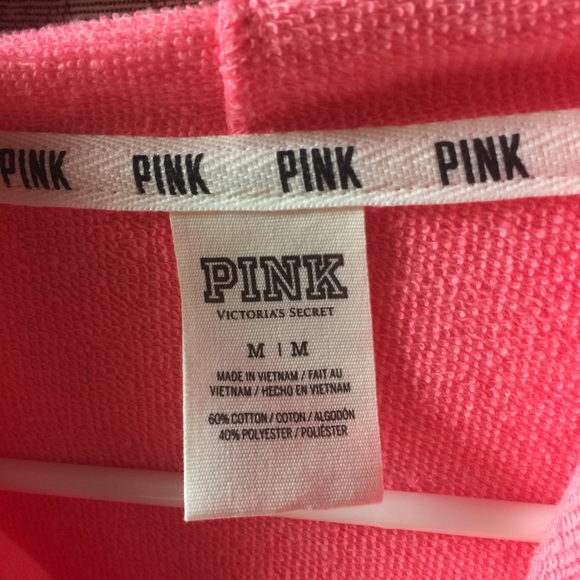 PINK PINK PINK PINK
PINK
VICTORIA'S SECRET
M | M
MADE IN VIETNAM / FAIT AU
VIETNAM / HECHO EN VIETNAM
60% COTTON / COTON / ALGODÓN
40% POLYESTER / POLIÉSTER